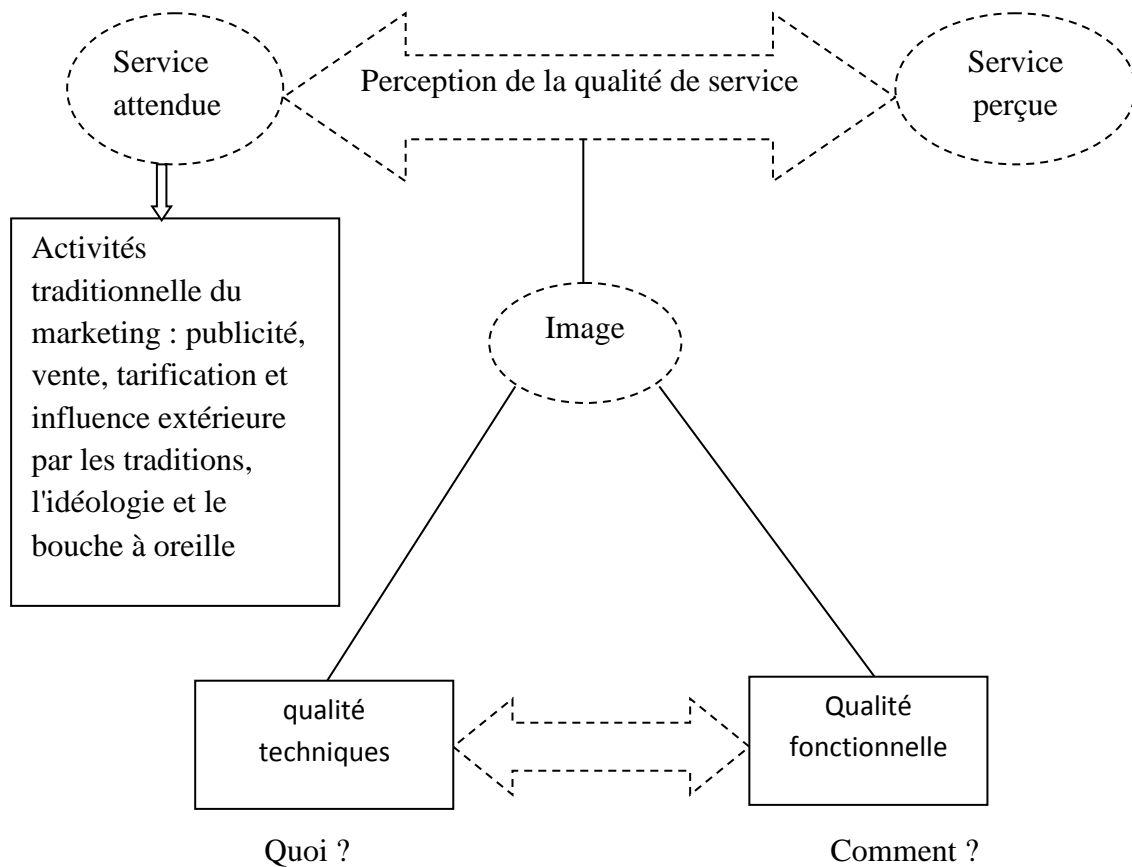 Service
attendue
Perception de la qualité de service
Service
perçue
Activités
traditionnelle du
marketing : publicité,
vente, tarification et
influence extérieure
par les traditions,
l'idéologie et le
bouche à oreille
Image
qualité
techniques
Qualité
fonctionnelle
Quoi ?
Comment ?